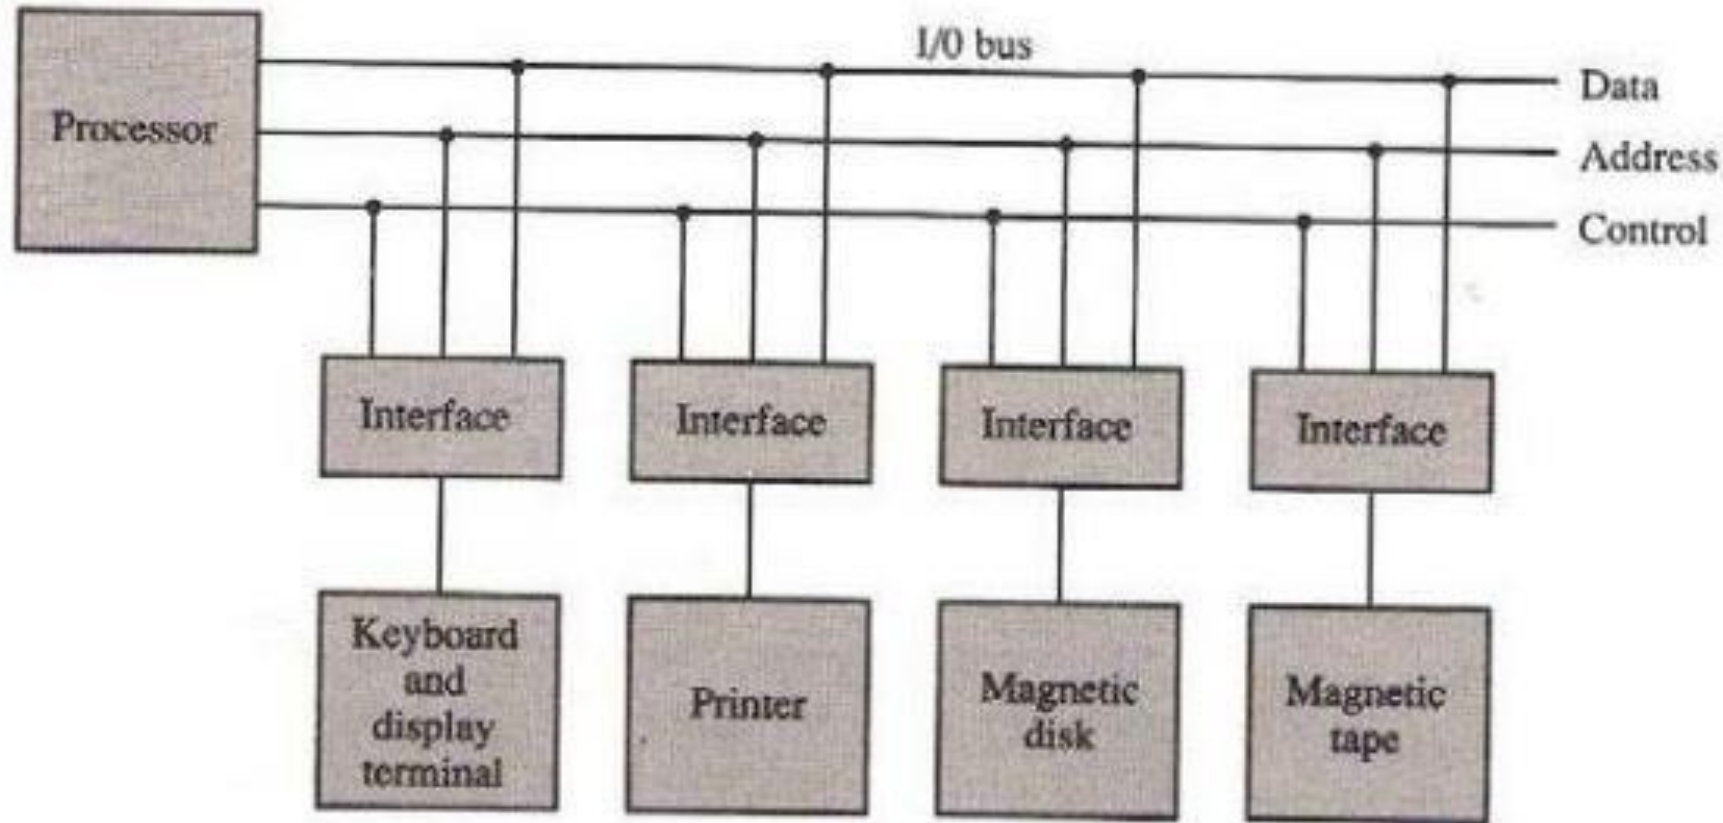 I/0 bus
Data
Processor
Address
Control
Interface
Interface
Interface
Interface
Keyboard
and
display
terminal
Printer
Magnetic
disk
Magnetic
tape